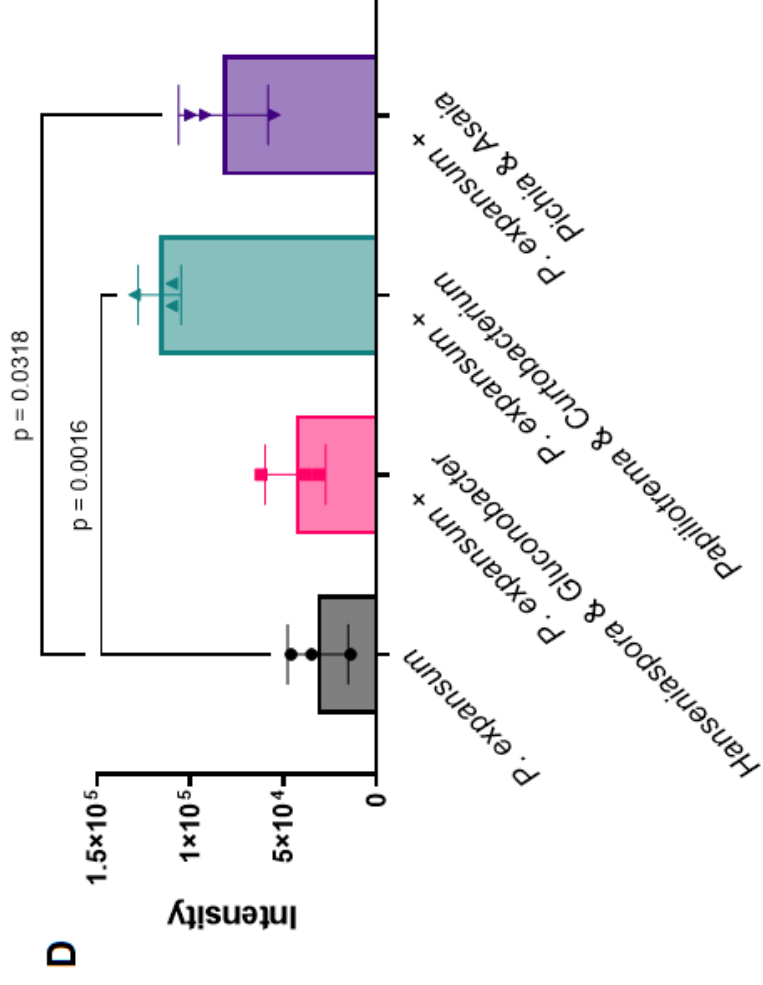 D
p = 0.0318
p = 0.0016
Intensity
1.5×10⁵
1×10⁵
5×10⁴
0
P. expansum
P. expansum +
Hanseniaspora & Gluconobacter
P. expansum +
Papiliotrema & Curtobacterium
P. expansum +
Pichia & Asaia